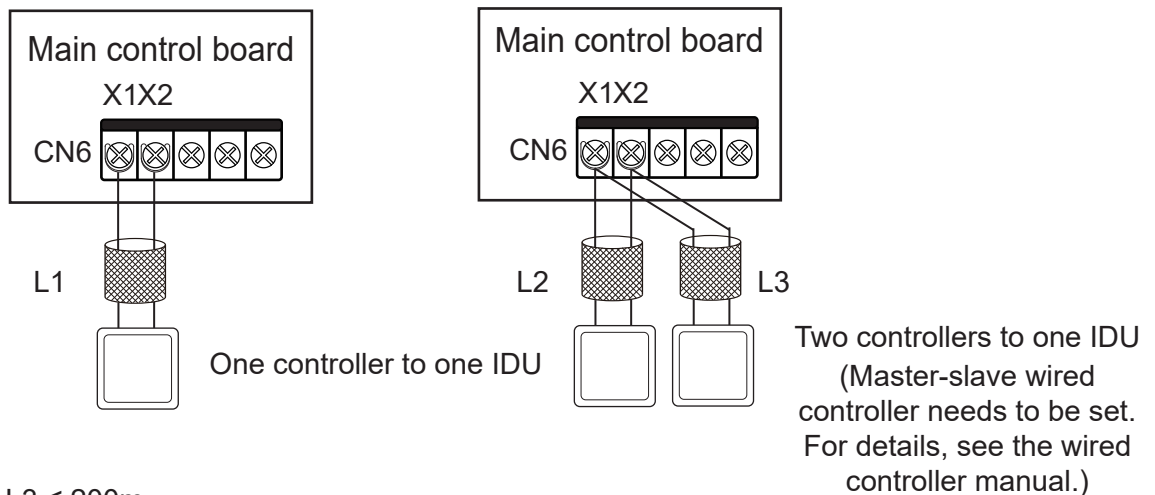 Main control board
X1X2
CN6
L1
One controller to one IDU
Main control board
X1X2
CN6
L2
L3
Two controllers to one IDU
(Master-slave wired
controller needs to be set.
For details, see the wired
controller manual.)